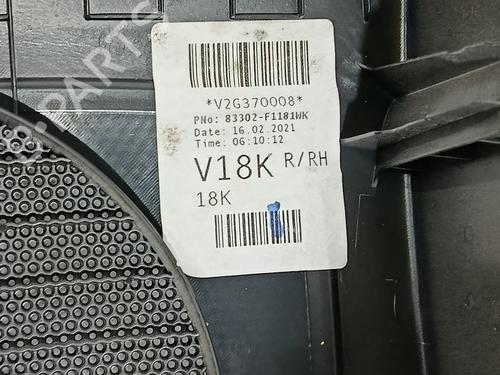 *V2G370008*
PNo: 83302-F1181WK
Date: 16.02.2021
Time: 06:10:12
V18K R/RH
18K